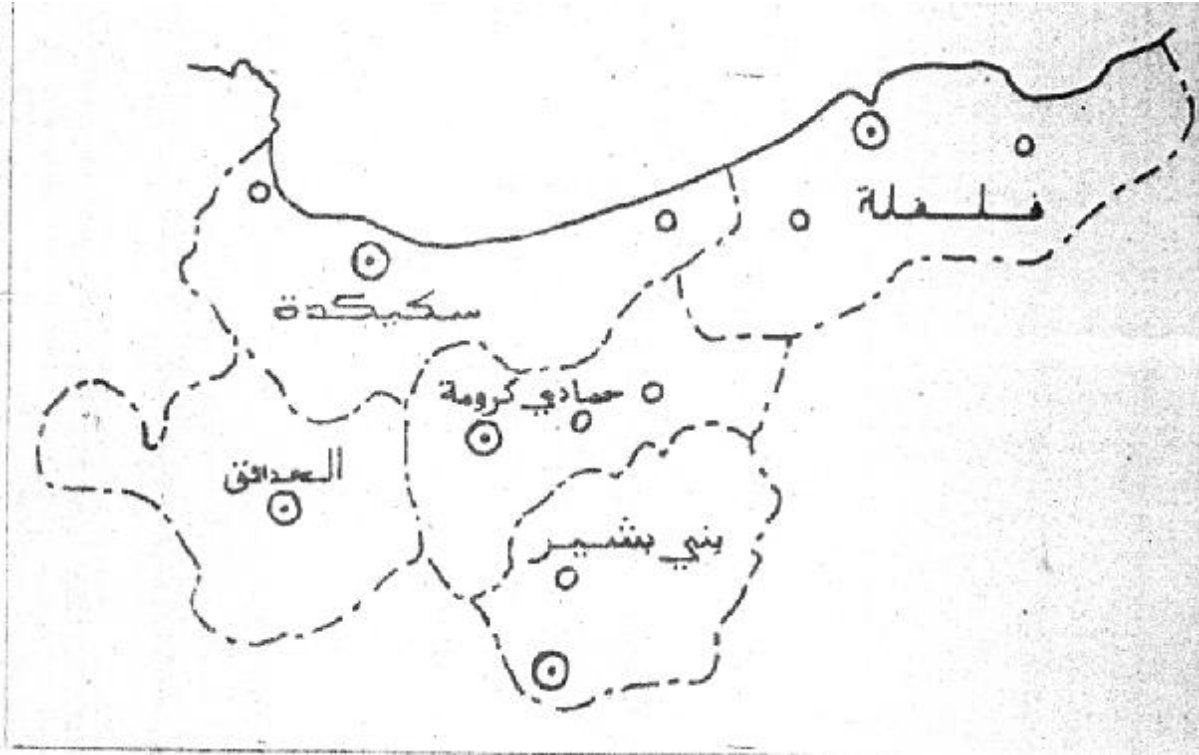 فلفلة
سكيكدة
حمادي كرومة
الحدائق
بني بشير